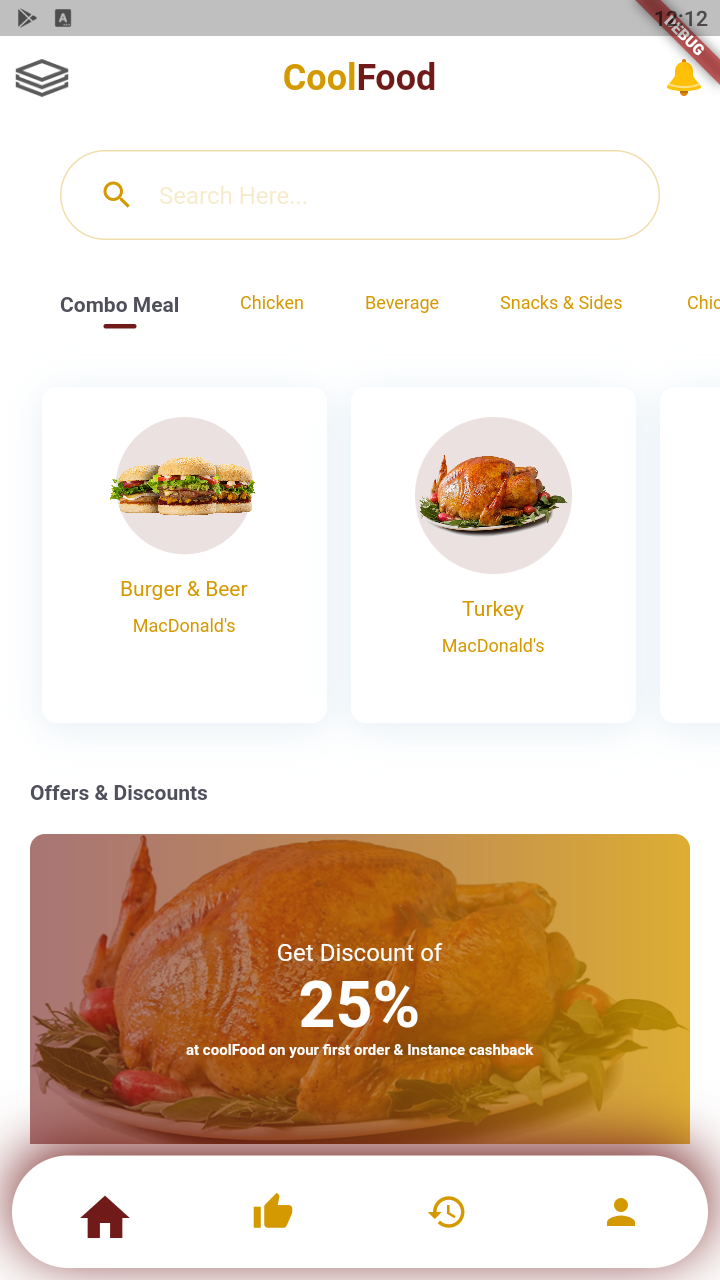 12:12
DEBUG
CoolFood
Search Here...
Combo Meal Chicken Beverage Snacks & Sides Chic
Burger & Beer
MacDonald's
Turkey
MacDonald's
Offers & Discounts
Get Discount of
25%
at coolFood on your first order & Instance cashback